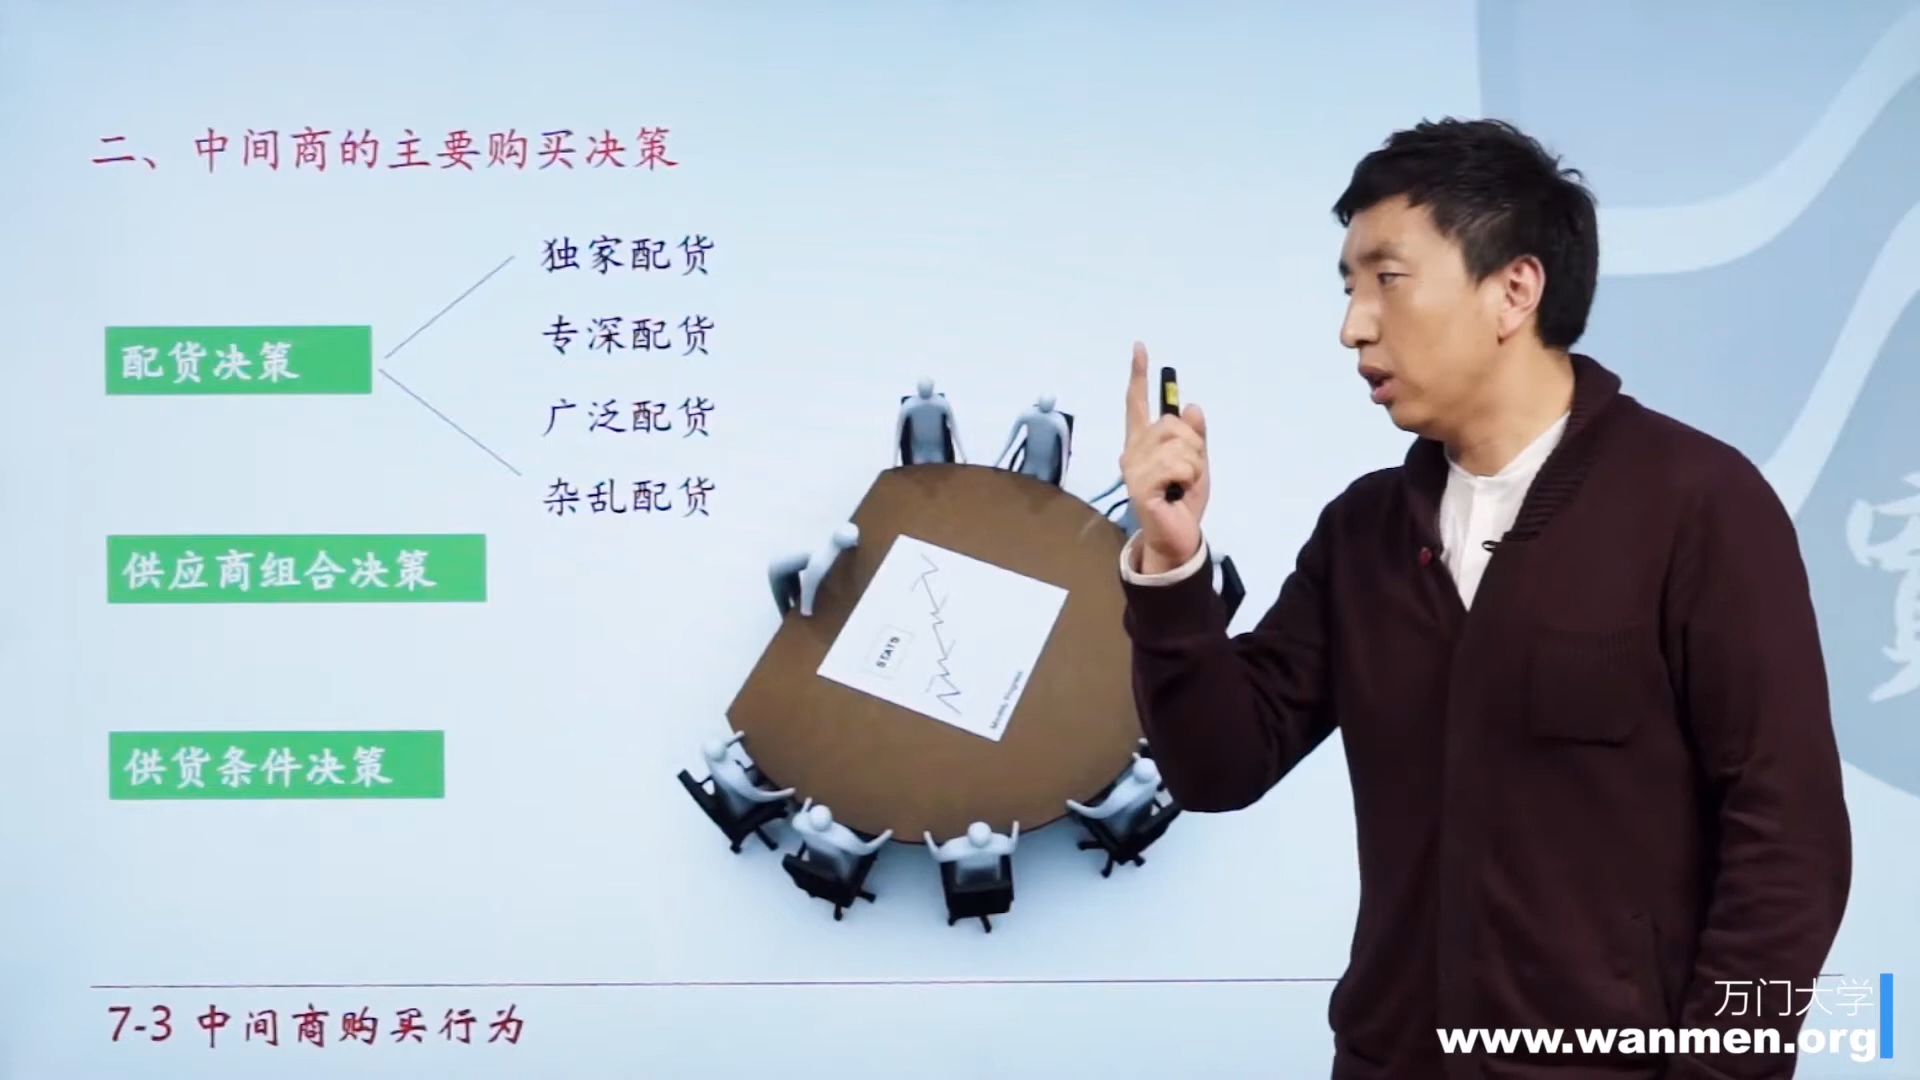 二、中间商的主要购买决策
独家配货
专深配货
配货决策
广泛配货
杂乱配货
供应商组合决策
STATS
Monthly Progress
供货条件决策
7-3 中间商购买行为
万门大学
www.wanmen.org